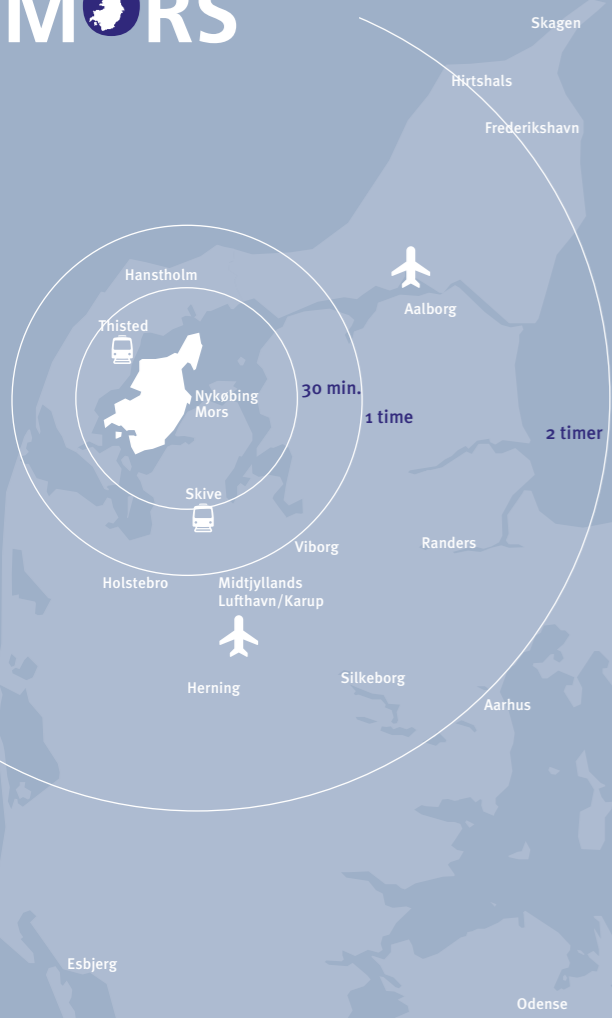 MORS
Skagen
Hirtshals
Frederikshavn
Hanstholm
Aalborg
Thisted
30 min.
Nykøbing
Mors
1 time
2 timer
Skive
Viborg
Randers
Holstebro
Midtjyllands
Lufthavn/Karup
Silkeborg
Herning
Aarhus
Esbjerg
Odense